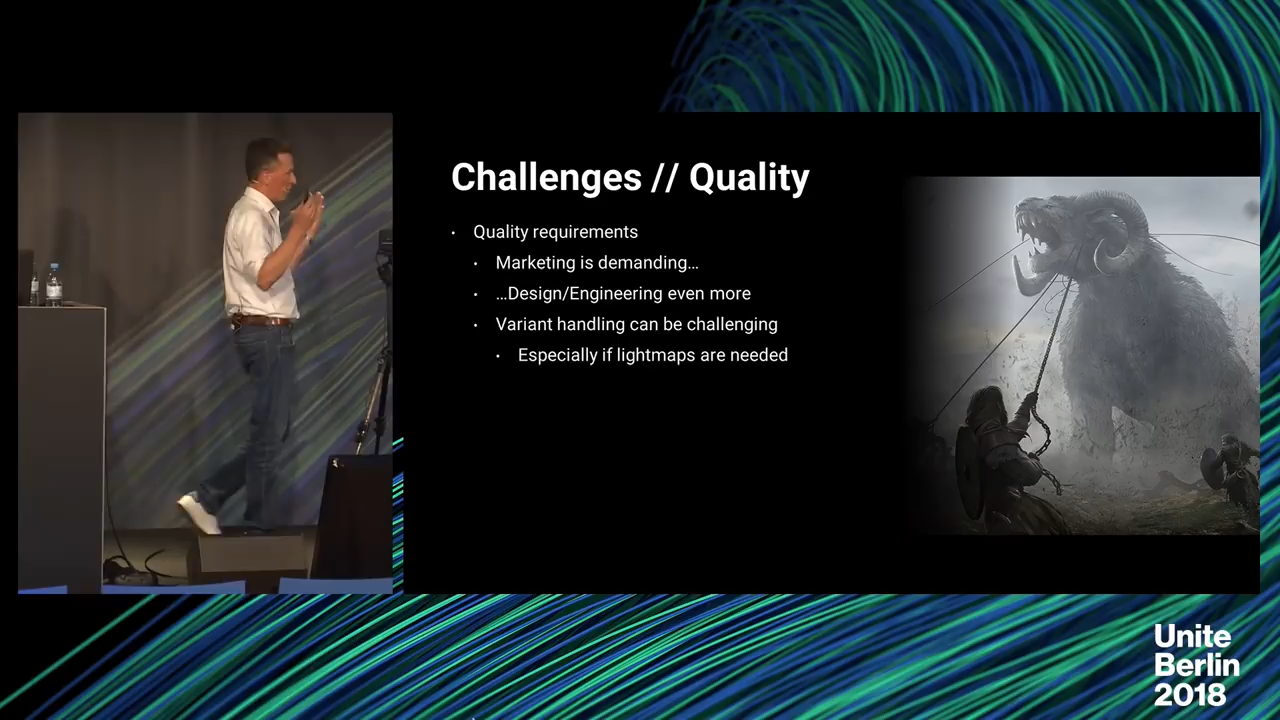 Challenges // Quality
• Quality requirements
• Marketing is demanding…
• …Design/Engineering even more
• Variant handling can be challenging
• Especially if lightmaps are needed
Unite
Berlin
2018